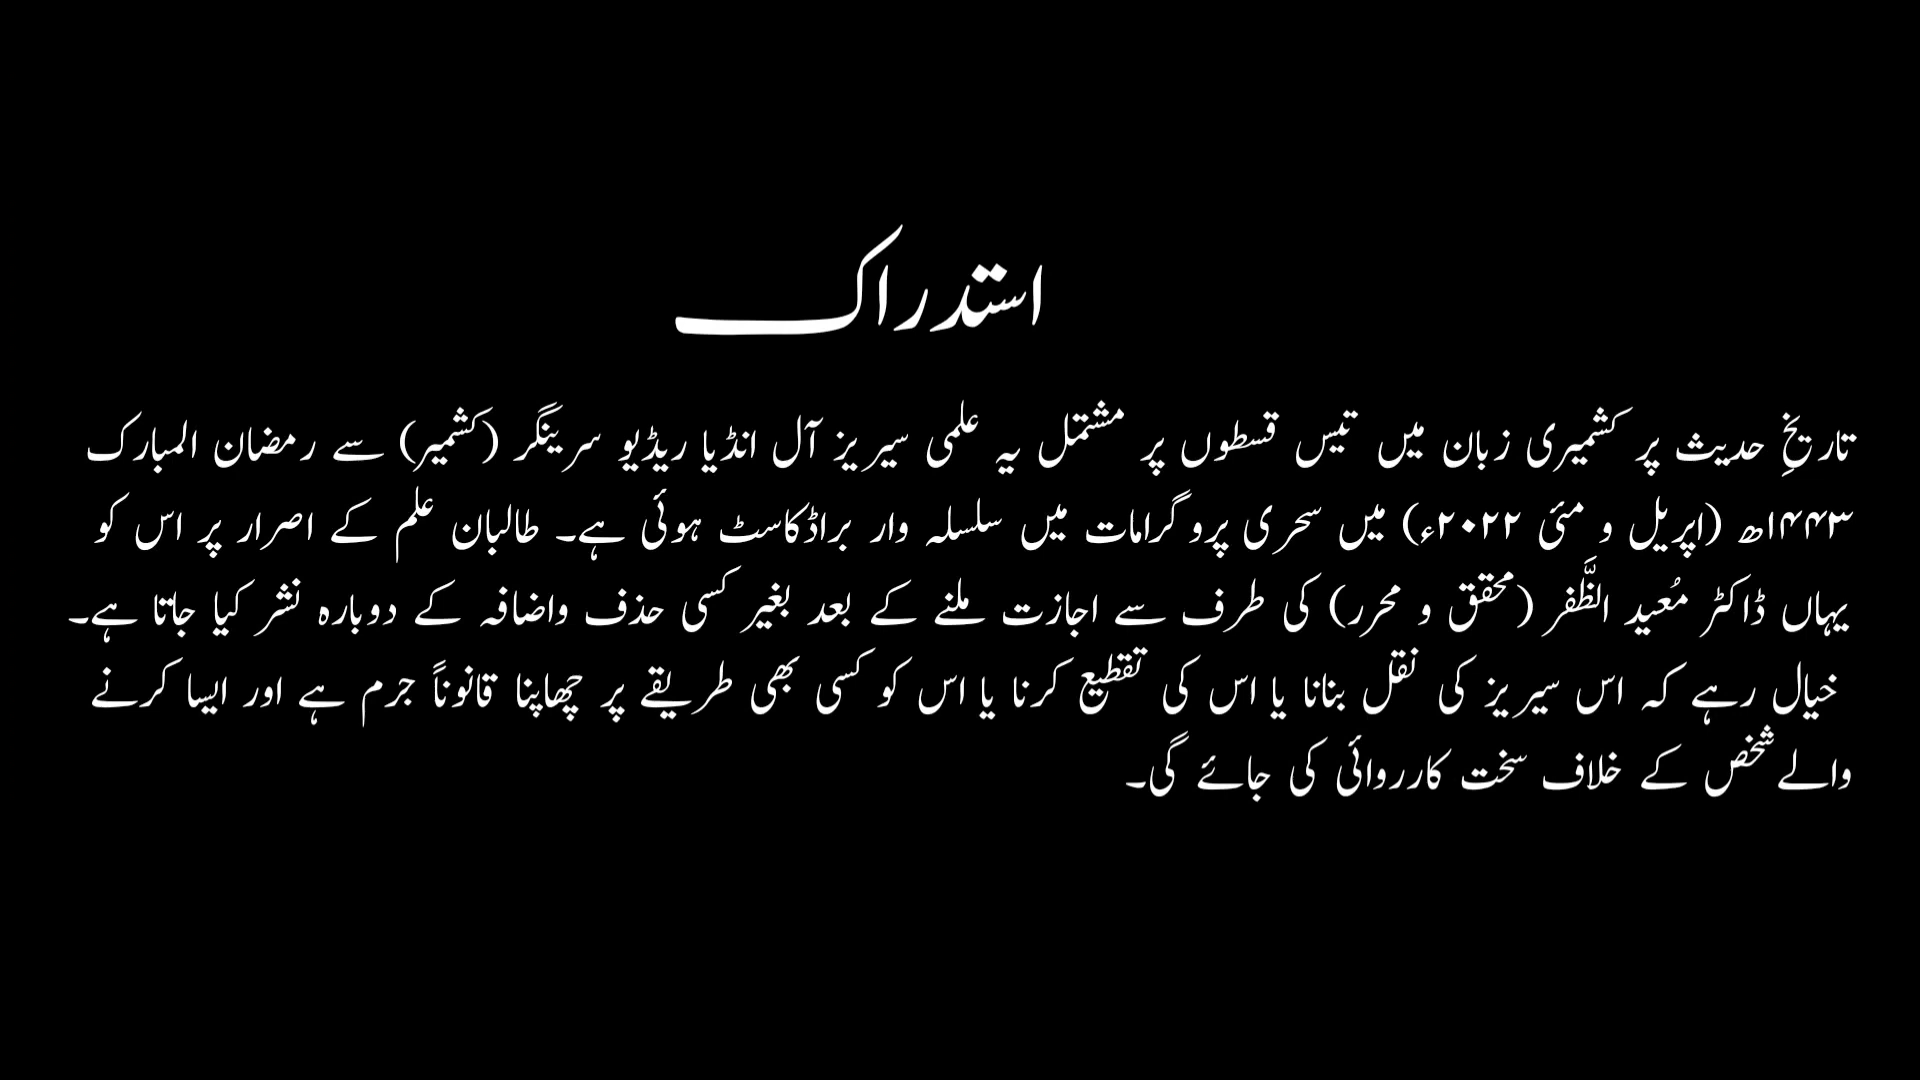 استدراک
تاریخِ حدیث پر کشمیری زبان میں تیس قسطوں پر مشتمل یہ علمی سیریز آل انڈیا ریڈیو سرینگر (کشمیر) سے رمضان المبارک
۱۴۴۳ھ (اپریل و مئی ۲۰۲۲ء) میں سحری پروگرامات میں سلسلہ وار براڈکاسٹ ہوئی ہے۔ طالبان علم کے اصرار پر اس کو
یہاں ڈاکٹر مُعید الظَّفر (محقق و محرر) کی طرف سے اجازت ملنے کے بعد بغیر کسی حذف واضافہ کے دوبارہ نشر کیا جاتا ہے۔
خیال رہے کہ اس سیریز کی نقل بنانا یا اس کی تقطیع کرنا یا اس کو کسی بھی طریقے پر چھاپنا قانوناً جرم ہے اور ایسا کرنے
والے شخص کے خلاف سخت کارروائی کی جائے گی۔